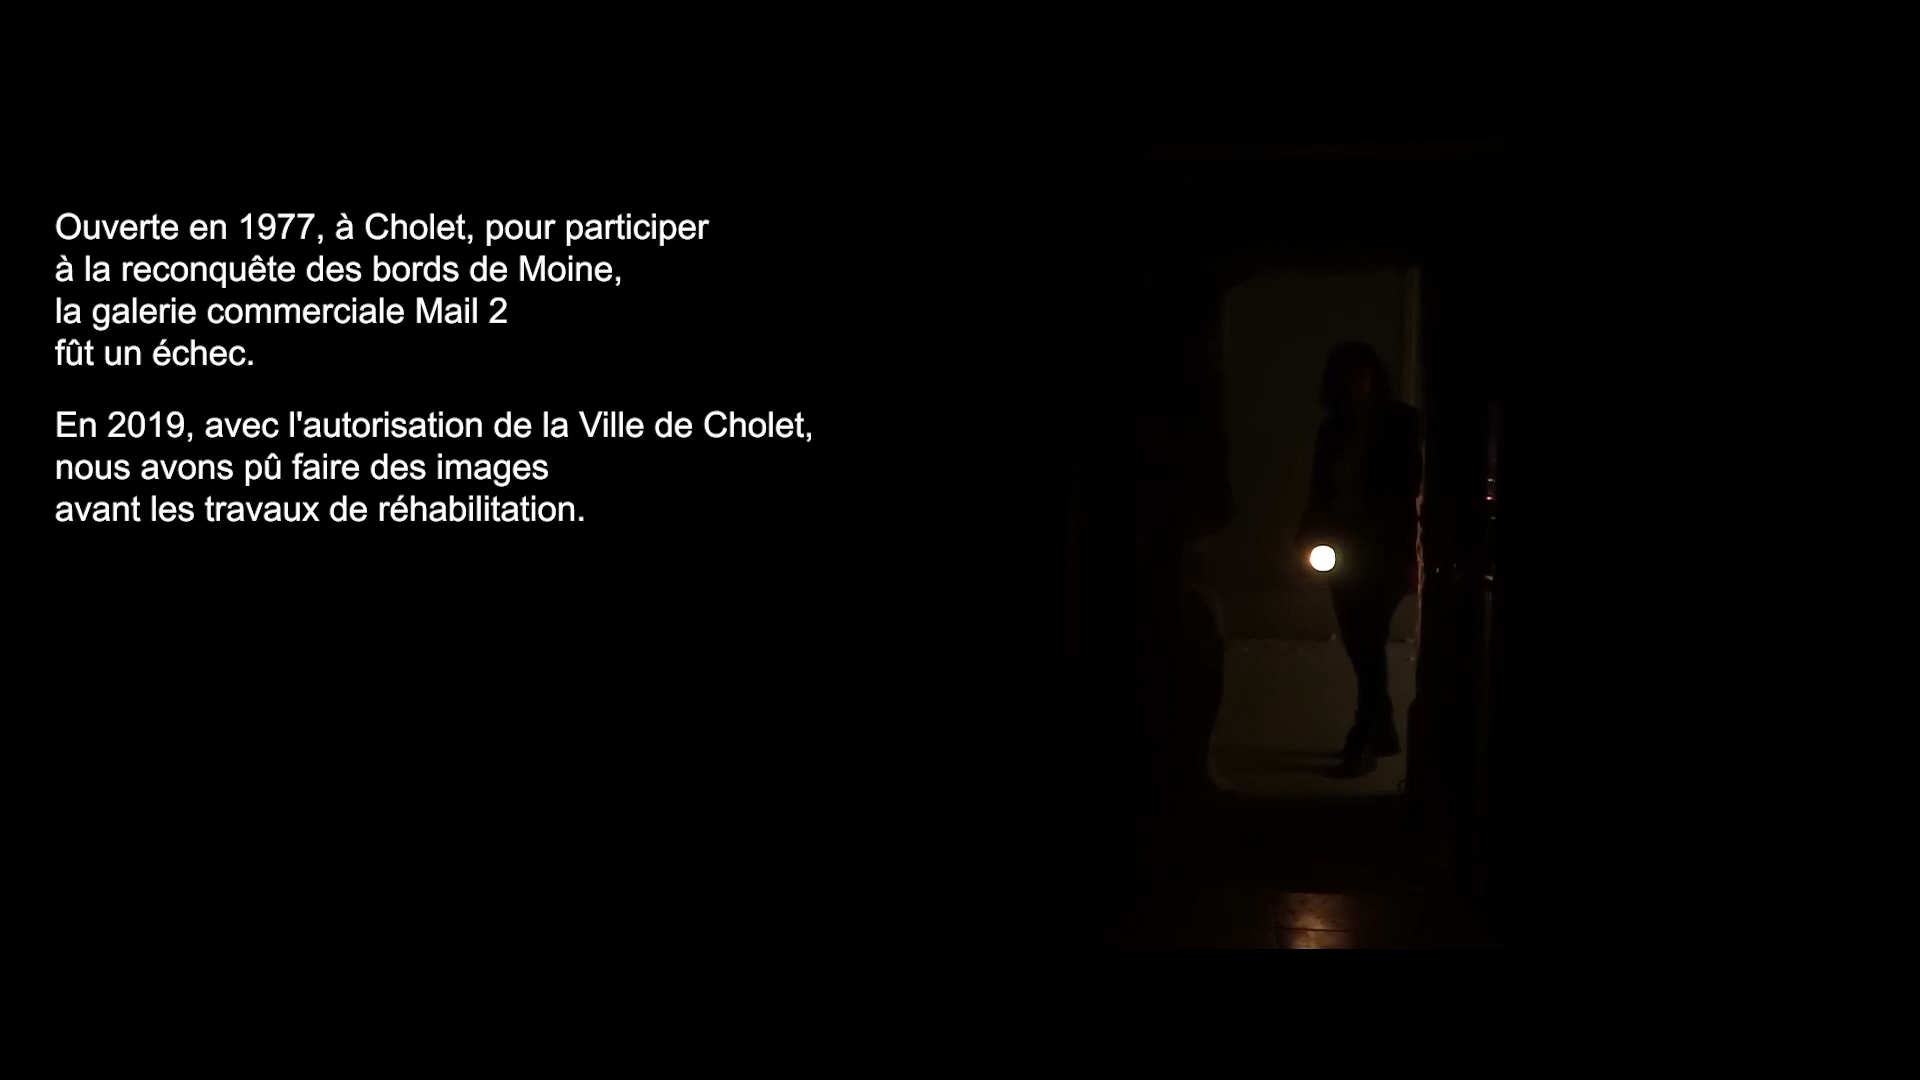 Ouverte en 1977, à Cholet, pour participer
à la reconquête des bords de Moine,
la galerie commerciale Mail 2
fût un échec.
En 2019, avec l'autorisation de la Ville de Cholet,
nous avons pû faire des images
avant les travaux de réhabilitation.